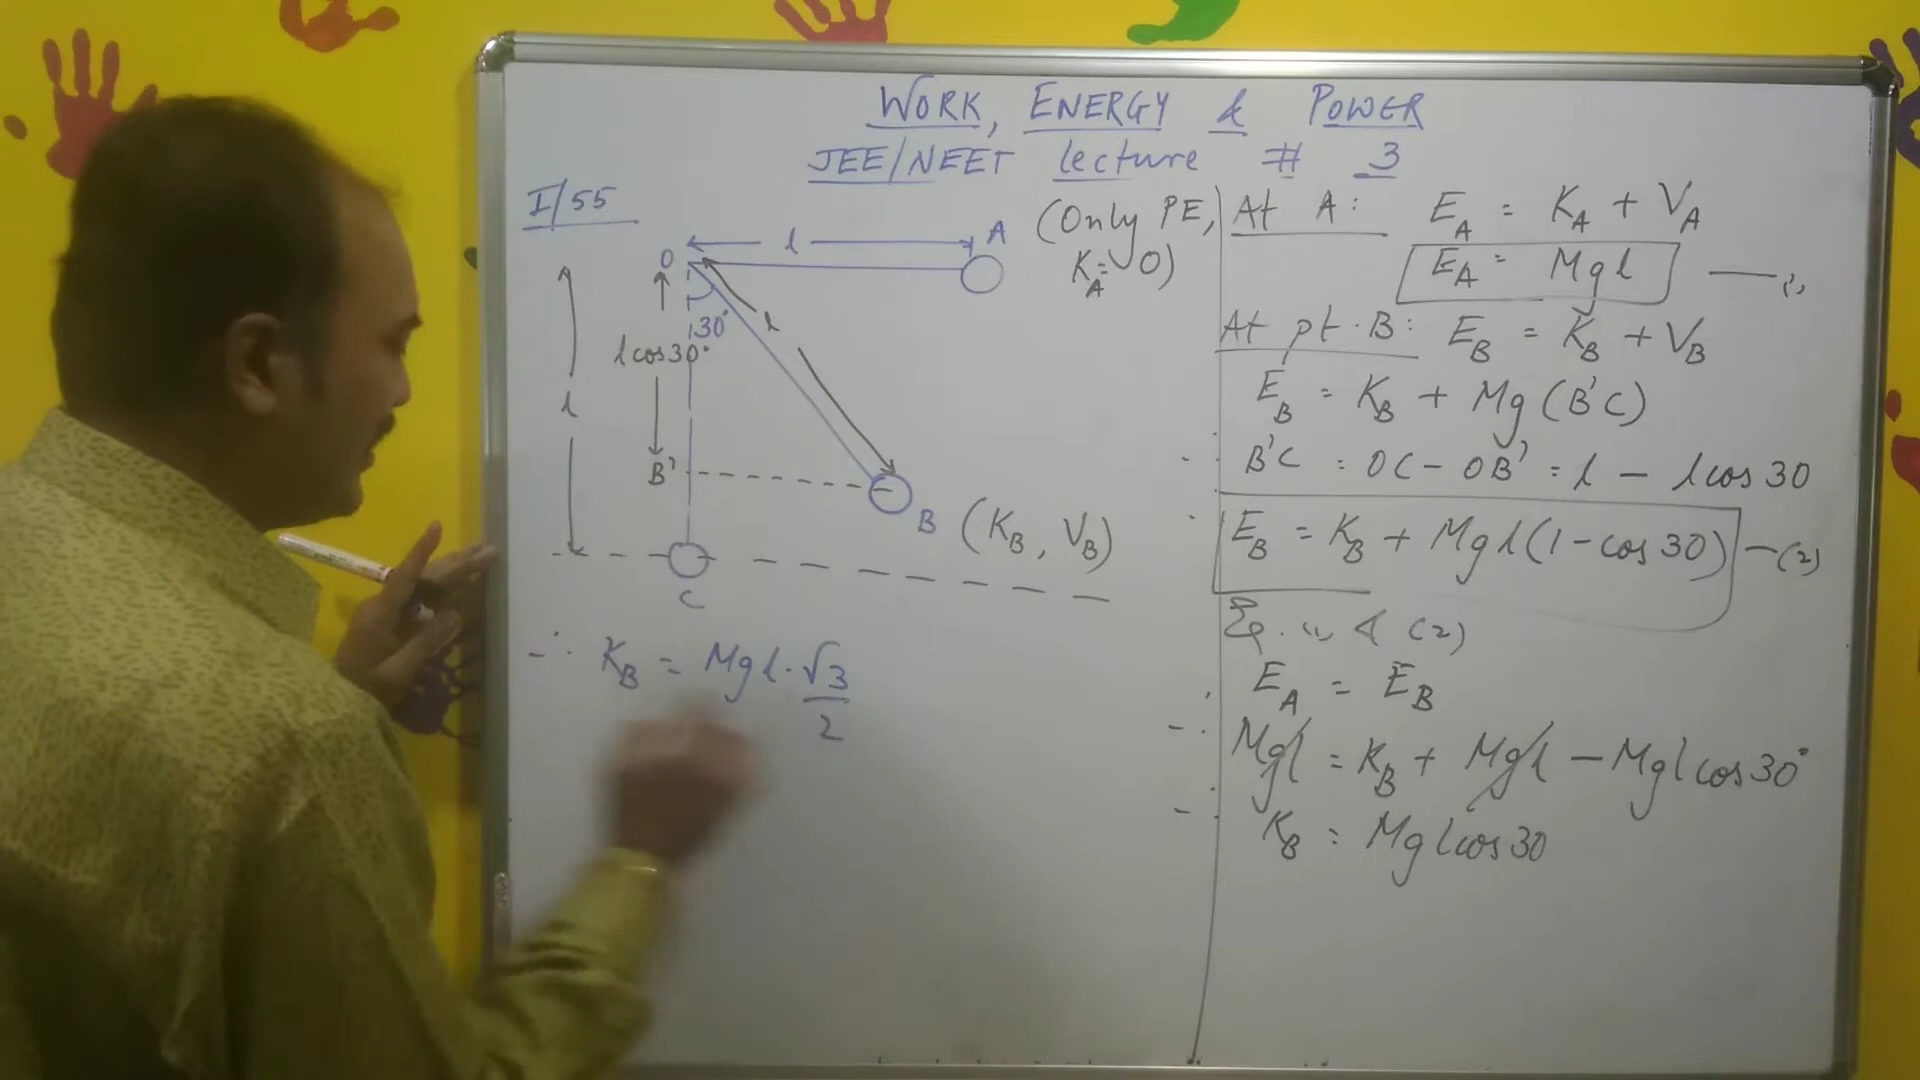 WORK, ENERGY & POWER
JEE/NEET lecture # 3
I/55
l
A
(Only PE,
K_A = 0)
O
30°
l
l cos30°
l
B'
B (K_B, V_B)
C
∴ K_B = Mgl · √3/2
At A: E_A = K_A + V_A
E_A = Mgl —(1)
At pt. B: E_B = K_B + V_B
E_B = K_B + Mg (B'C)
∴ B'C = OC - OB' = l - l cos 30
∴ E_B = K_B + Mgl (1 - cos 30) —(2)
Eq. (1) & (2)
∴ E_A = E_B
∴ Mgl = K_B + Mgl - Mgl cos 30°
∴ K_B = Mgl cos 30